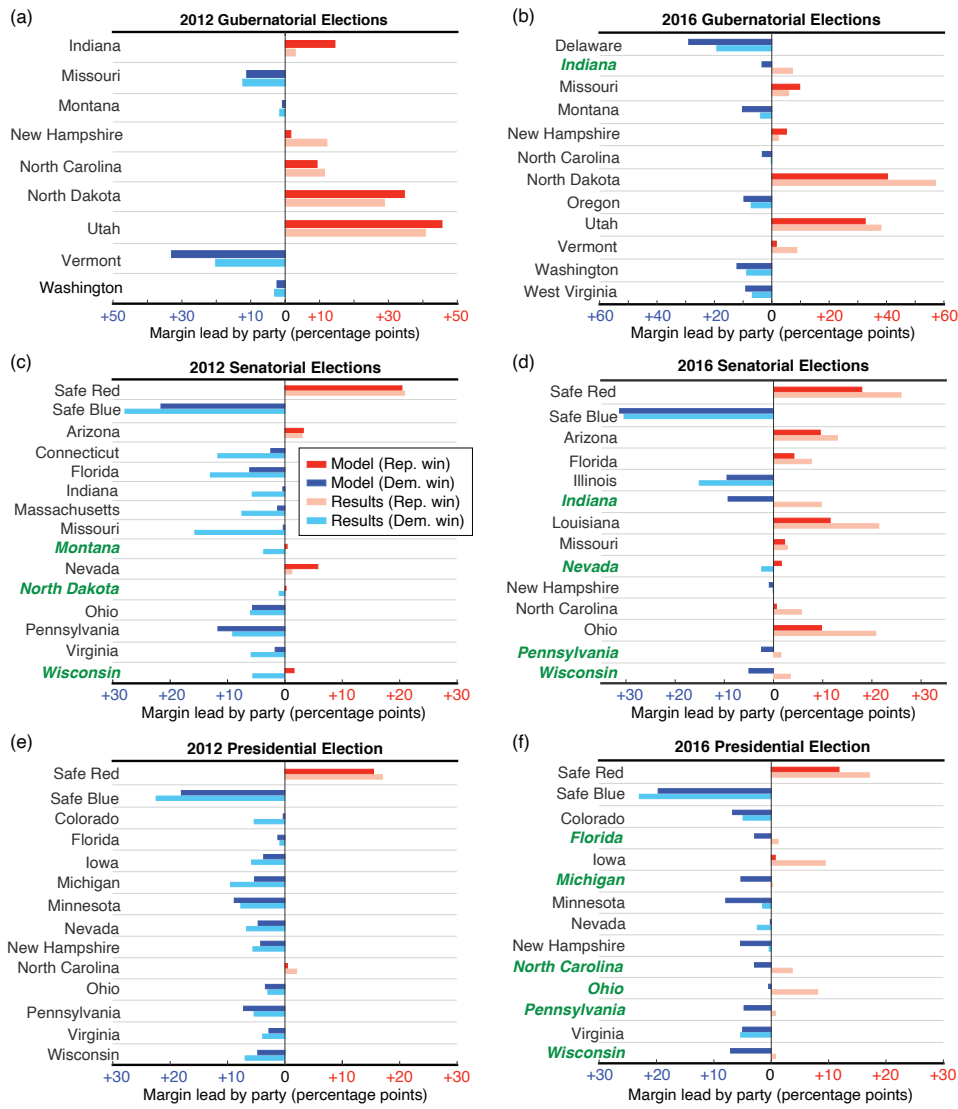 (a)
2012 Gubernatorial Elections
Indiana
Missouri
Montana
New Hampshire
North Carolina
North Dakota
Utah
Vermont
Washington
+50 +30 +10 0 +10 +30 +50
Margin lead by party (percentage points)
(b)
2016 Gubernatorial Elections
Delaware
Indiana
Missouri
Montana
New Hampshire
North Carolina
North Dakota
Oregon
Utah
Vermont
Washington
West Virginia
+60 +40 +20 0 +20 +40 +60
Margin lead by party (percentage points)
(c)
2012 Senatorial Elections
Safe Red
Safe Blue
Arizona
Connecticut
Florida
Indiana
Massachusetts
Missouri
Montana
Nevada
North Dakota
Ohio
Pennsylvania
Virginia
Wisconsin
+30 +20 +10 0 +10 +20 +30
Margin lead by party (percentage points)
Model (Rep. win)
Model (Dem. win)
Results (Rep. win)
Results (Dem. win)
(d)
2016 Senatorial Elections
Safe Red
Safe Blue
Arizona
Florida
Illinois
Indiana
Louisiana
Missouri
Nevada
New Hampshire
North Carolina
Ohio
Pennsylvania
Wisconsin
+30 +20 +10 0 +10 +20 +30
Margin lead by party (percentage points)
(e)
2012 Presidential Election
Safe Red
Safe Blue
Colorado
Florida
Iowa
Michigan
Minnesota
Nevada
New Hampshire
North Carolina
Ohio
Pennsylvania
Virginia
Wisconsin
+30 +20 +10 0 +10 +20 +30
Margin lead by party (percentage points)
(f)
2016 Presidential Election
Safe Red
Safe Blue
Colorado
Florida
Iowa
Michigan
Minnesota
Nevada
New Hampshire
North Carolina
Ohio
Pennsylvania
Virginia
Wisconsin
+30 +20 +10 0 +10 +20 +30
Margin lead by party (percentage points)